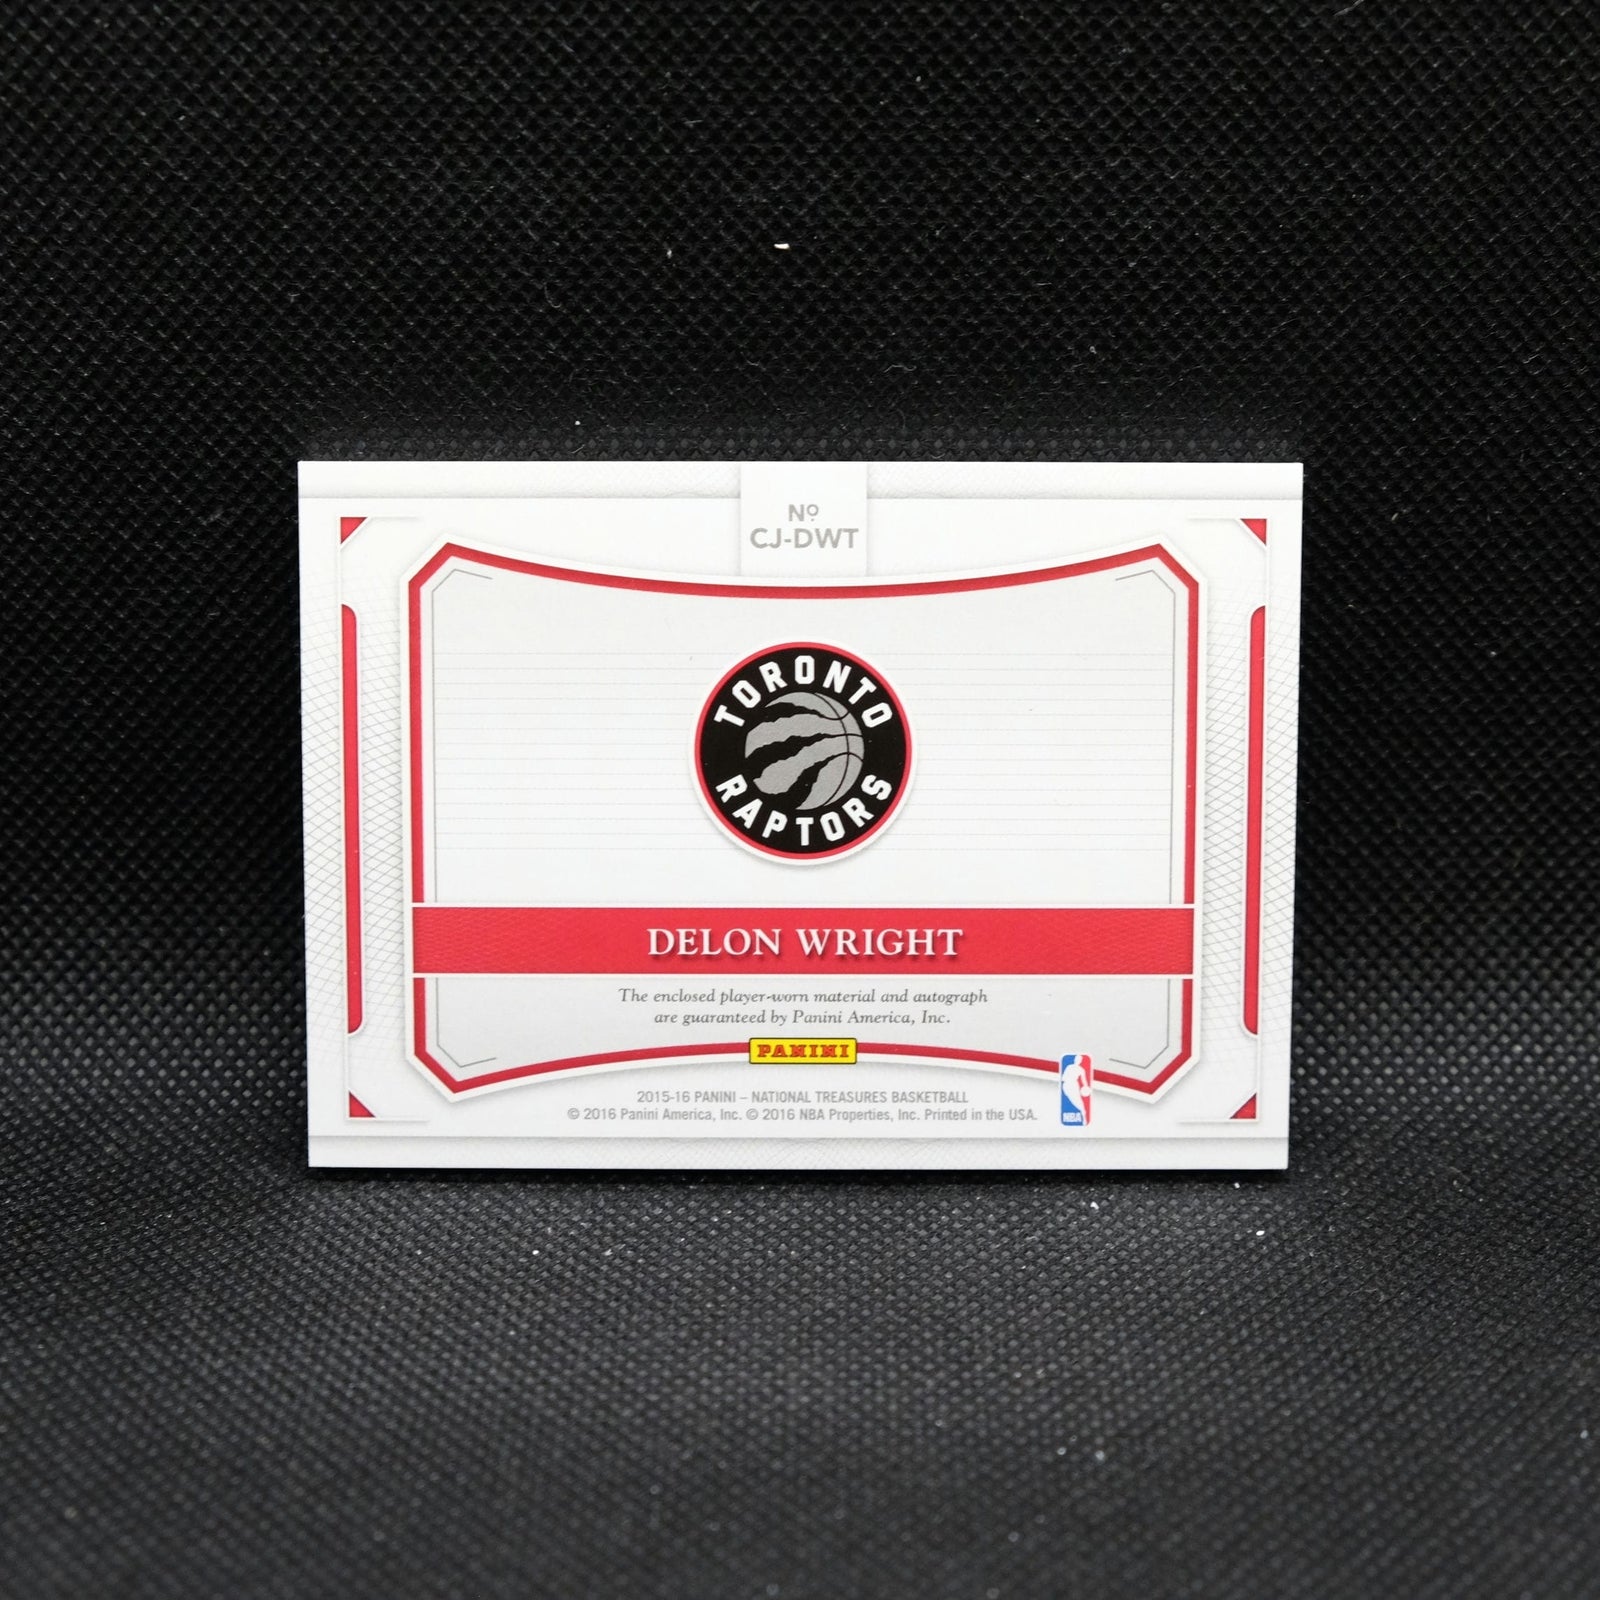 Nº
CJ-DWT
TORONTO
RAPTORS
DELON WRIGHT
The enclosed player-worn material and autograph
are guaranteed by Panini America, Inc.
PANINI
2015-16 PANINI – NATIONAL TREASURES BASKETBALL
© 2016 Panini America, Inc. © 2016 NBA Properties, Inc. Printed in the USA.
NBA